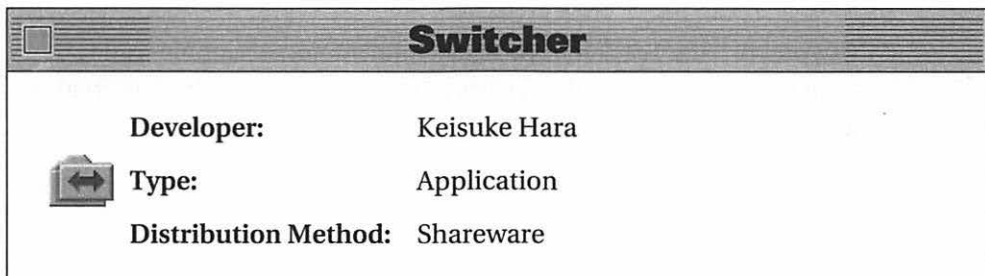 Switcher
Developer: Keisuke Hara
Type: Application
Distribution Method: Shareware